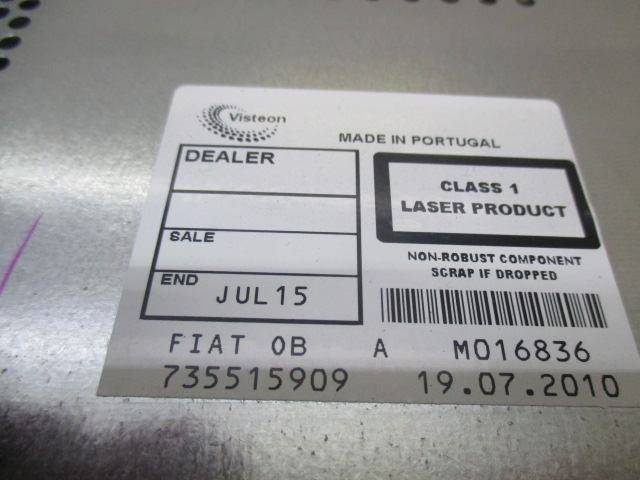 Visteon
MADE IN PORTUGAL
DEALER
CLASS 1
LASER PRODUCT
SALE
NON-ROBUST COMPONENT
SCRAP IF DROPPED
END
JUL15
FIAT 0B A M016836
735515909 19.07.2010